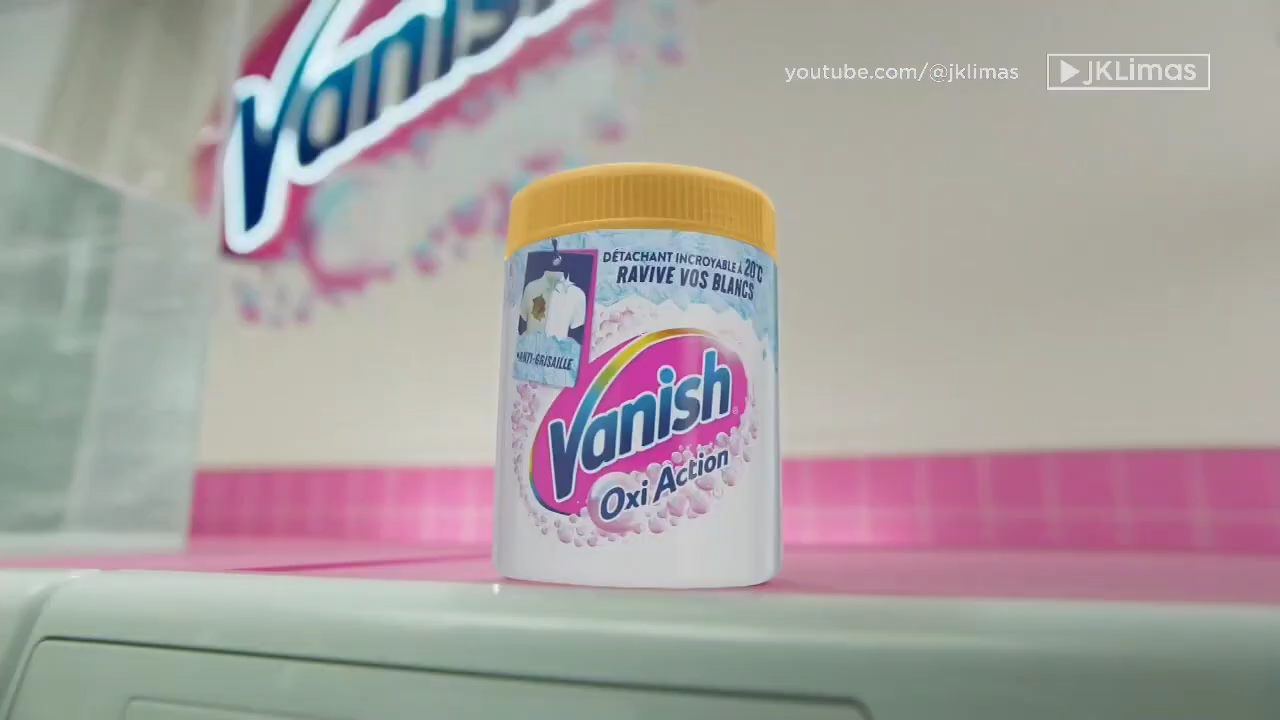 Vanish
youtube.com/@jklimas
JKLimas
DÉTACHANT INCROYABLE À 20°C
RAVIVE VOS BLANCS
ANTI-GRISAILLE
Vanish
Oxi Action